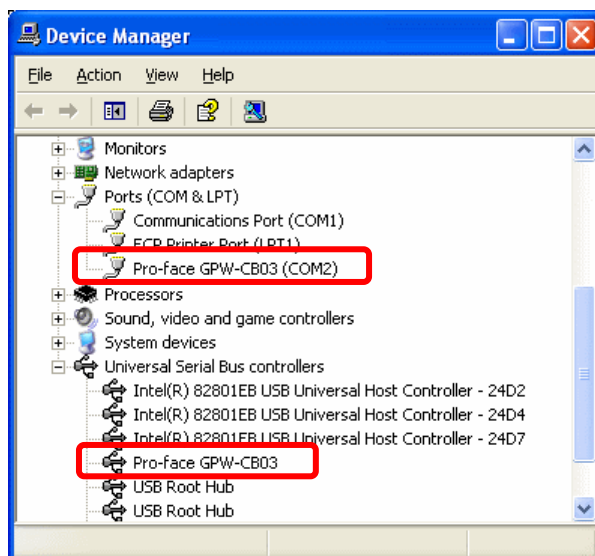 Device Manager
File Action View Help
Monitors
Network adapters
Ports (COM & LPT)
Communications Port (COM1)
ECP Printer Port (LPT1)
Pro-face GPW-CB03 (COM2)
Processors
Sound, video and game controllers
System devices
Universal Serial Bus controllers
Intel(R) 82801EB USB Universal Host Controller - 24D2
Intel(R) 82801EB USB Universal Host Controller - 24D4
Intel(R) 82801EB USB Universal Host Controller - 24D7
Pro-face GPW-CB03
USB Root Hub
USB Root Hub